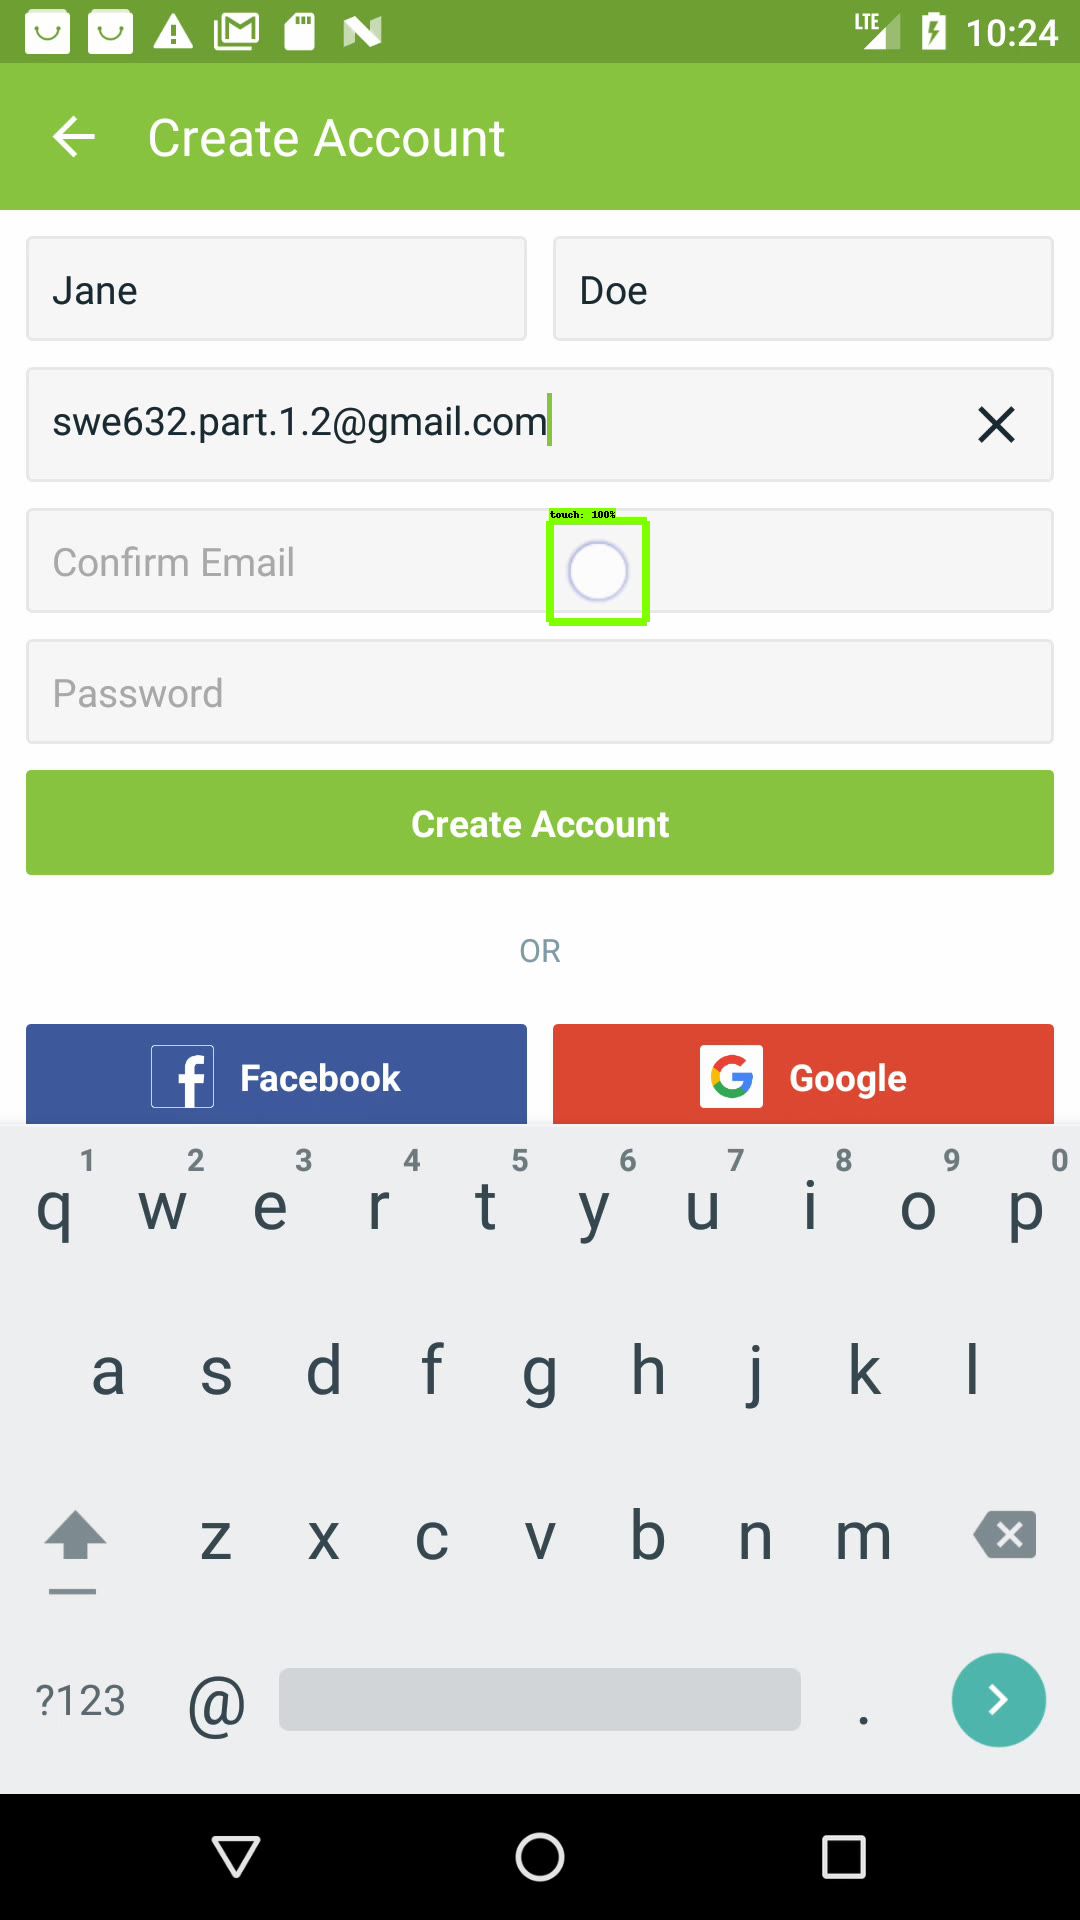 LTE 10:24
Create Account
Jane Doe
swe632.part.1.2@gmail.com
touch: 100%
Confirm Email
Password
Create Account
OR
Facebook Google
1 2 3 4 5 6 7 8 9 0
q w e r t y u i o p
a s d f g h j k l
z x c v b n m
?123 @ .